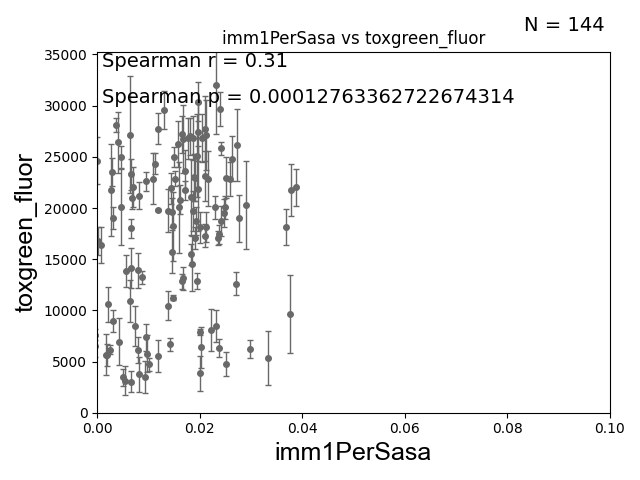 N = 144
imm1PerSasa vs toxgreen_fluor
Spearman r = 0.31
Spearman p = 0.00012763362722674314
toxgreen_fluor
35000
30000
25000
20000
15000
10000
5000
0
0.00 0.02 0.04 0.06 0.08 0.10
imm1PerSasa